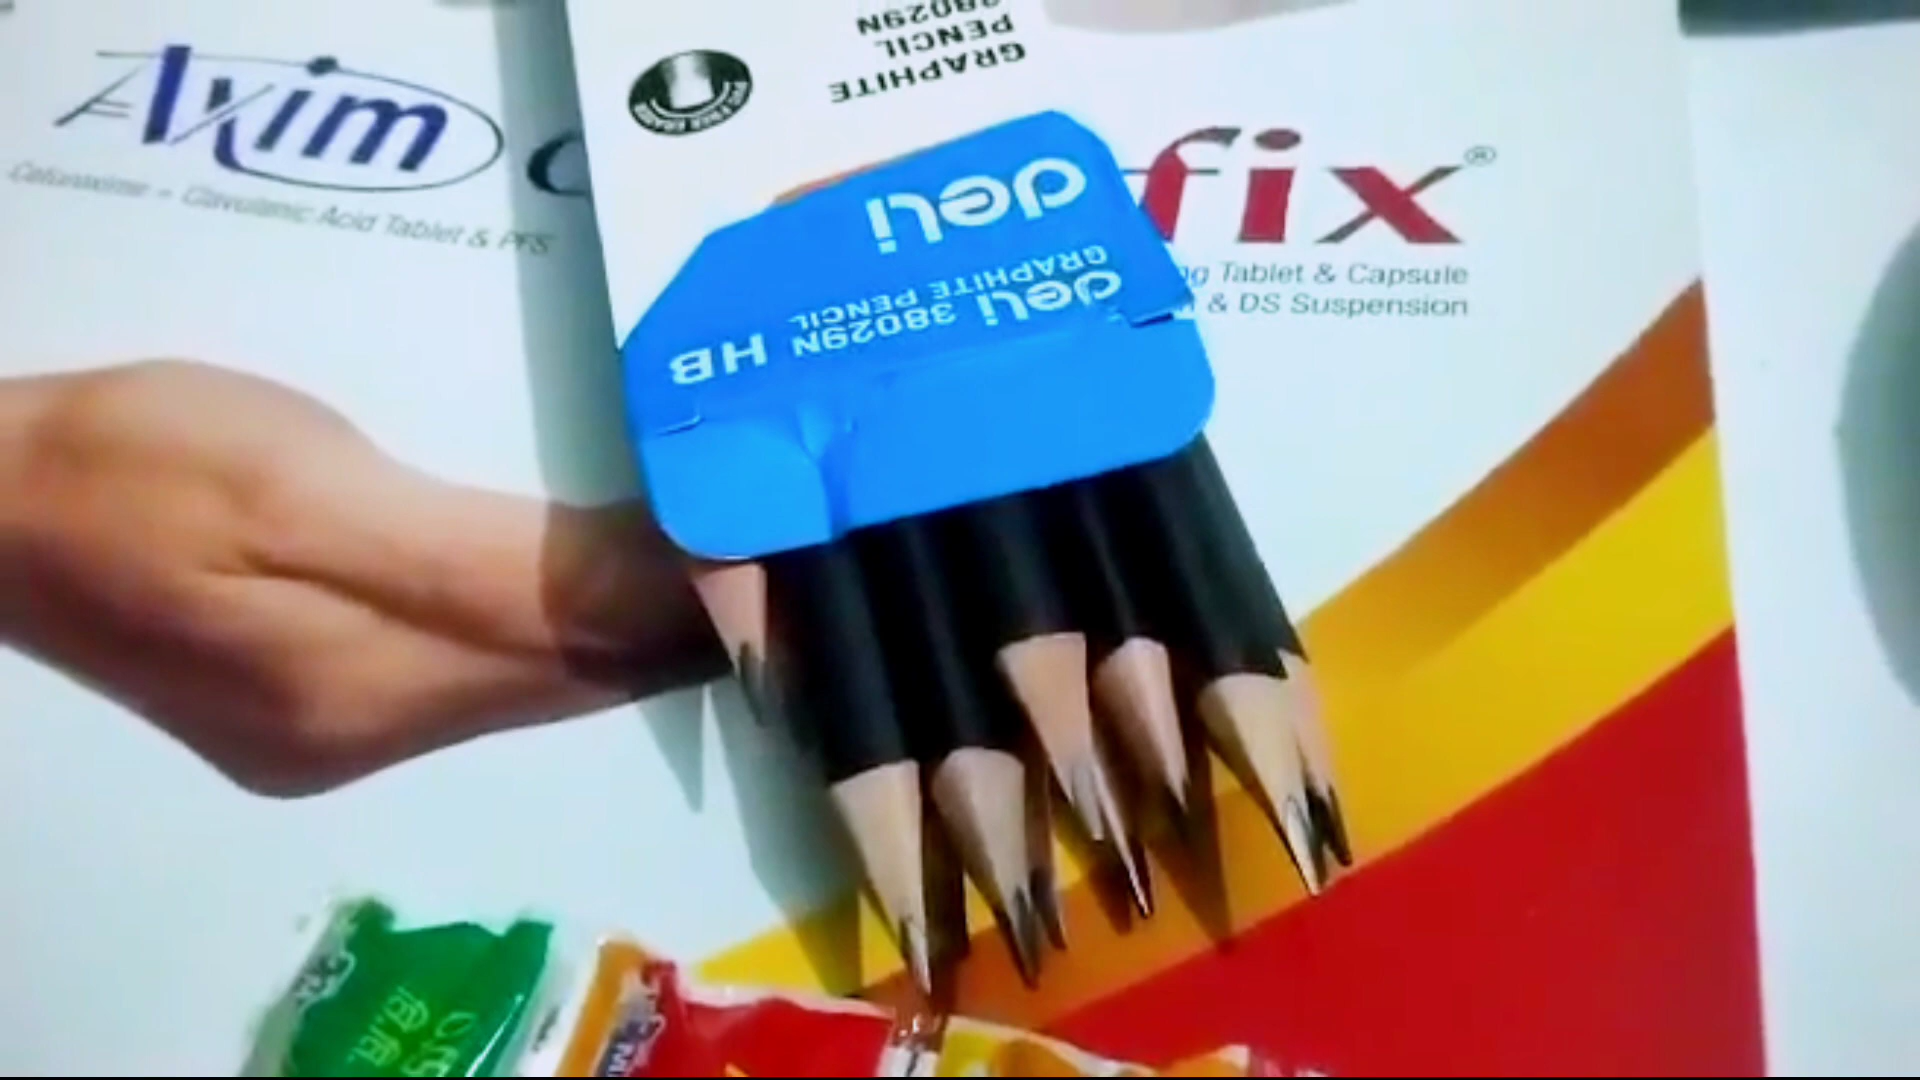 Axim
Cefuroxime + Clavulanic Acid Tablet & PFS
fix®
Tablet & Capsule
& DS Suspension
GRAPHITE
PENCIL
38029N
deli
deli 38029N HB
GRAPHITE PENCIL